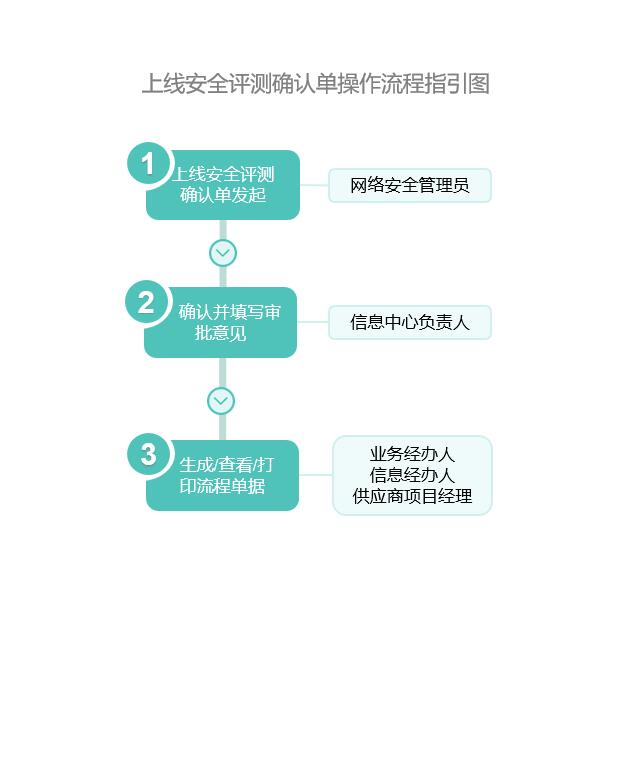 上线安全评测确认单操作流程指引图
1
上线安全评测
确认单发起
网络安全管理员
2
确认并填写审
批意见
信息中心负责人
3
生成/查看/打
印流程单据
业务经办人
信息经办人
供应商项目经理